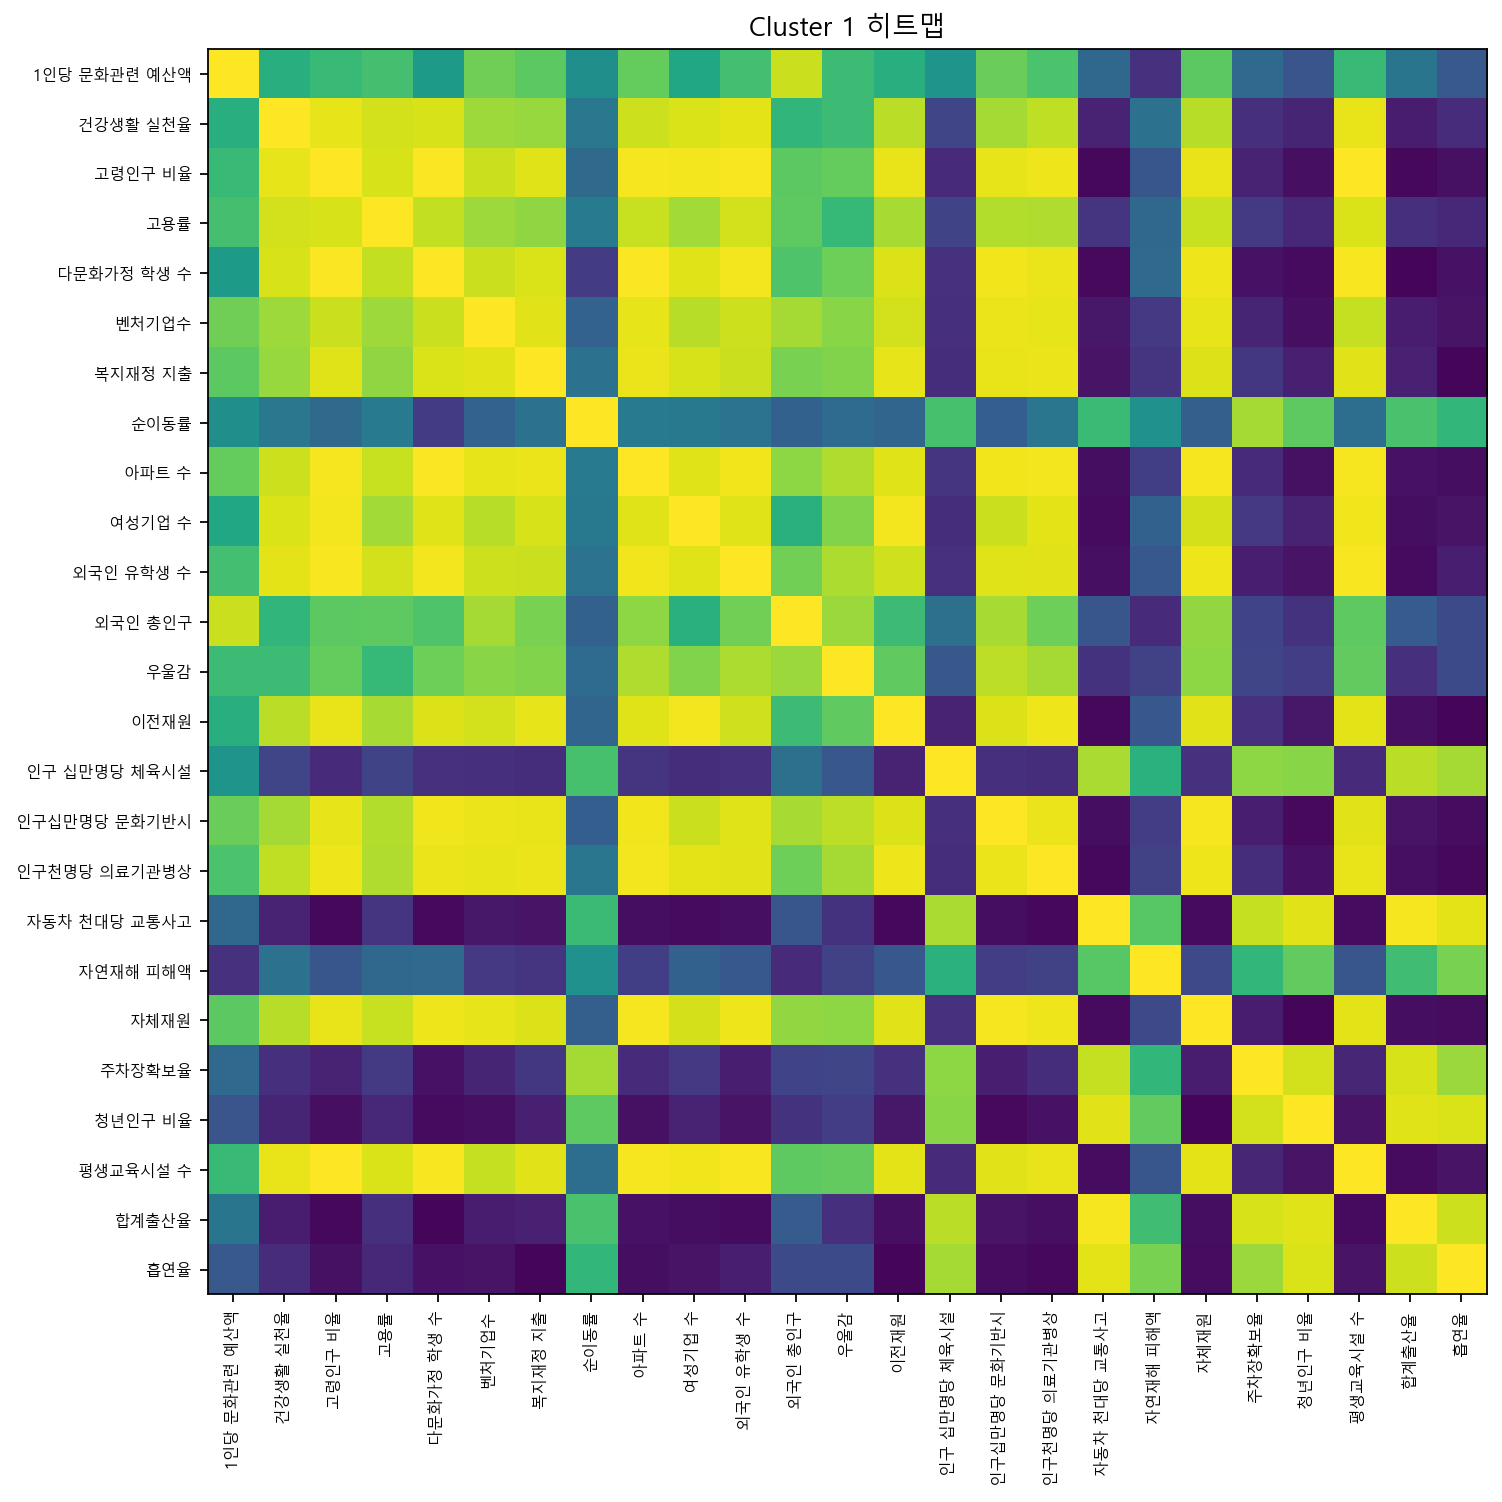 Cluster 1 히트맵
1인당 문화관련 예산액
건강생활 실천율
고령인구 비율
고용률
다문화가정 학생 수
벤처기업수
복지재정 지출
순이동률
아파트 수
여성기업 수
외국인 유학생 수
외국인 총인구
우울감
이전재원
인구 십만명당 체육시설
인구십만명당 문화기반시
인구천명당 의료기관병상
자동차 천대당 교통사고
자연재해 피해액
자체재원
주차장확보율
청년인구 비율
평생교육시설 수
합계출산율
흡연율
1인당 문화관련 예산액
건강생활 실천율
고령인구 비율
고용률
다문화가정 학생 수
벤처기업수
복지재정 지출
순이동률
아파트 수
여성기업 수
외국인 유학생 수
외국인 총인구
우울감
이전재원
인구 십만명당 체육시설
인구십만명당 문화기반시
인구천명당 의료기관병상
자동차 천대당 교통사고
자연재해 피해액
자체재원
주차장확보율
청년인구 비율
평생교육시설 수
합계출산율
흡연율